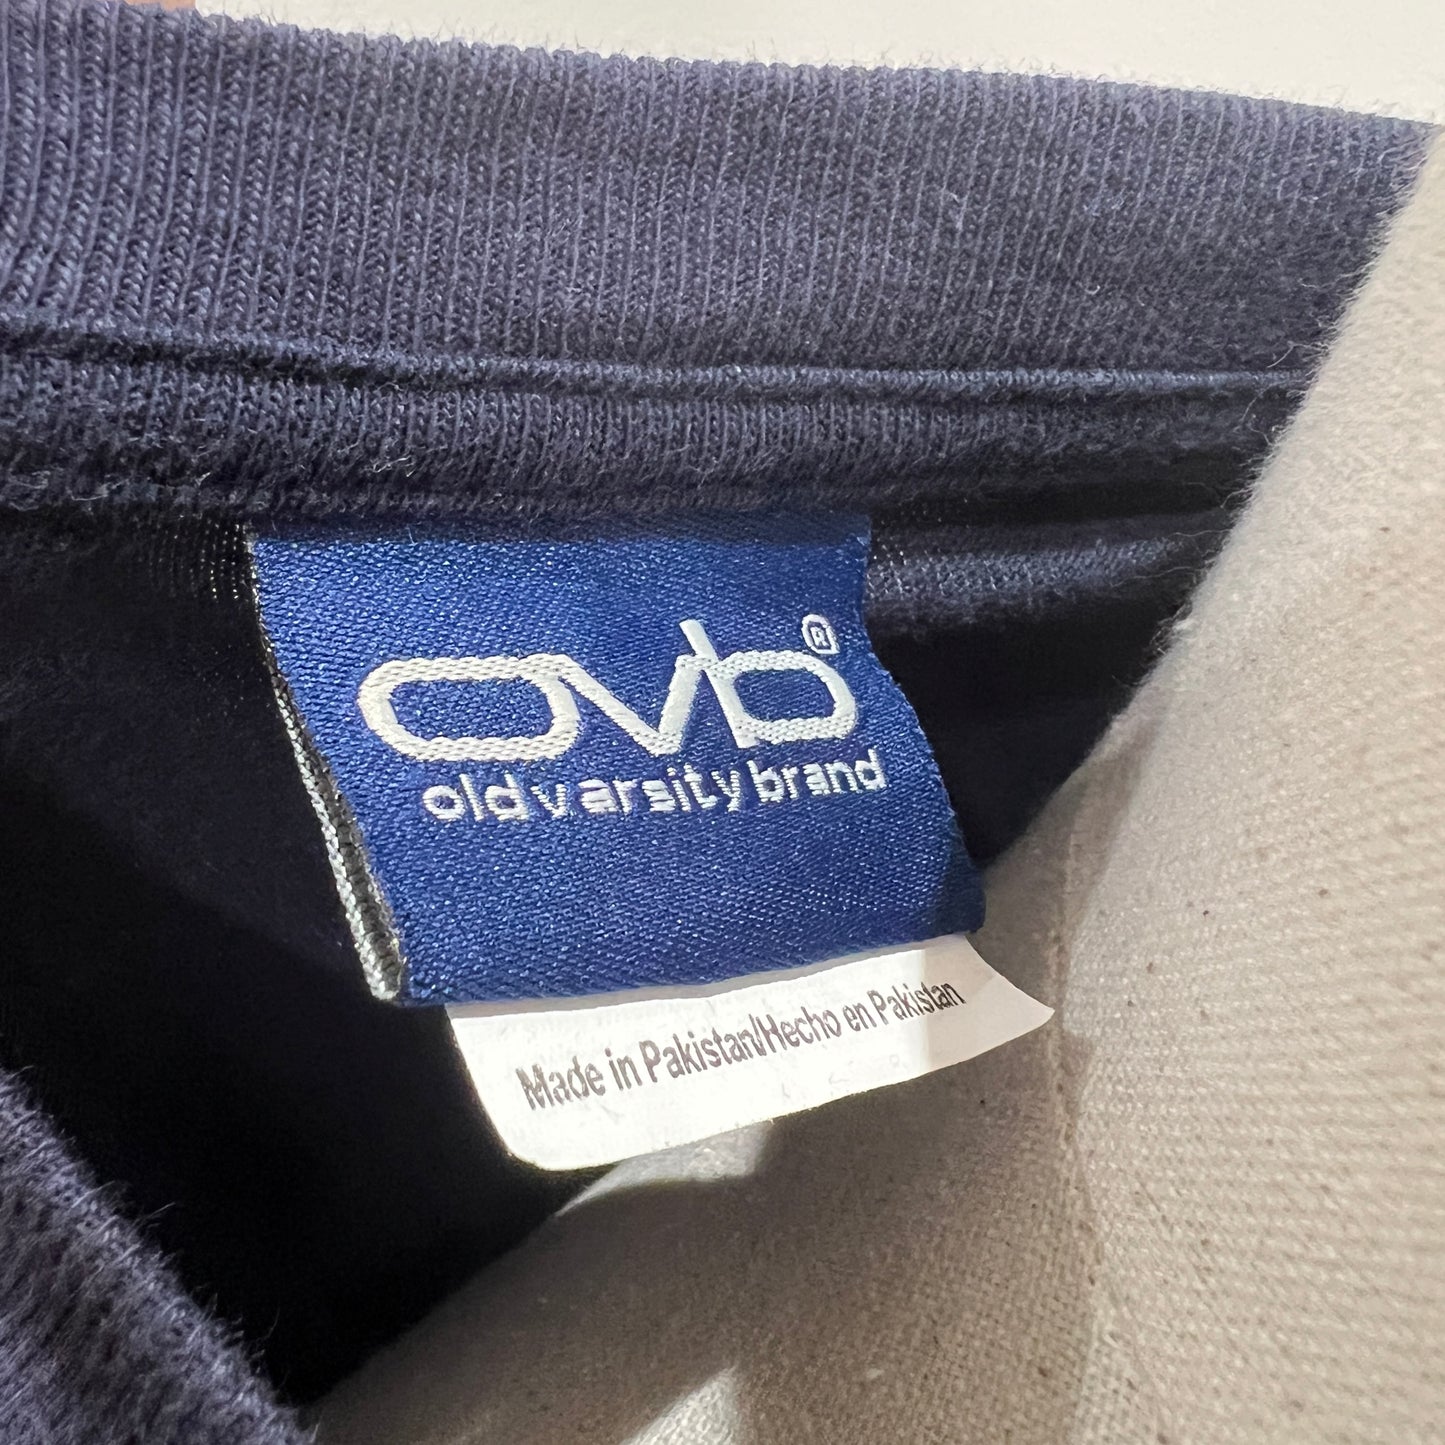 ovb®
old varsity brand
Made in Pakistan/Hecho en Pakistan